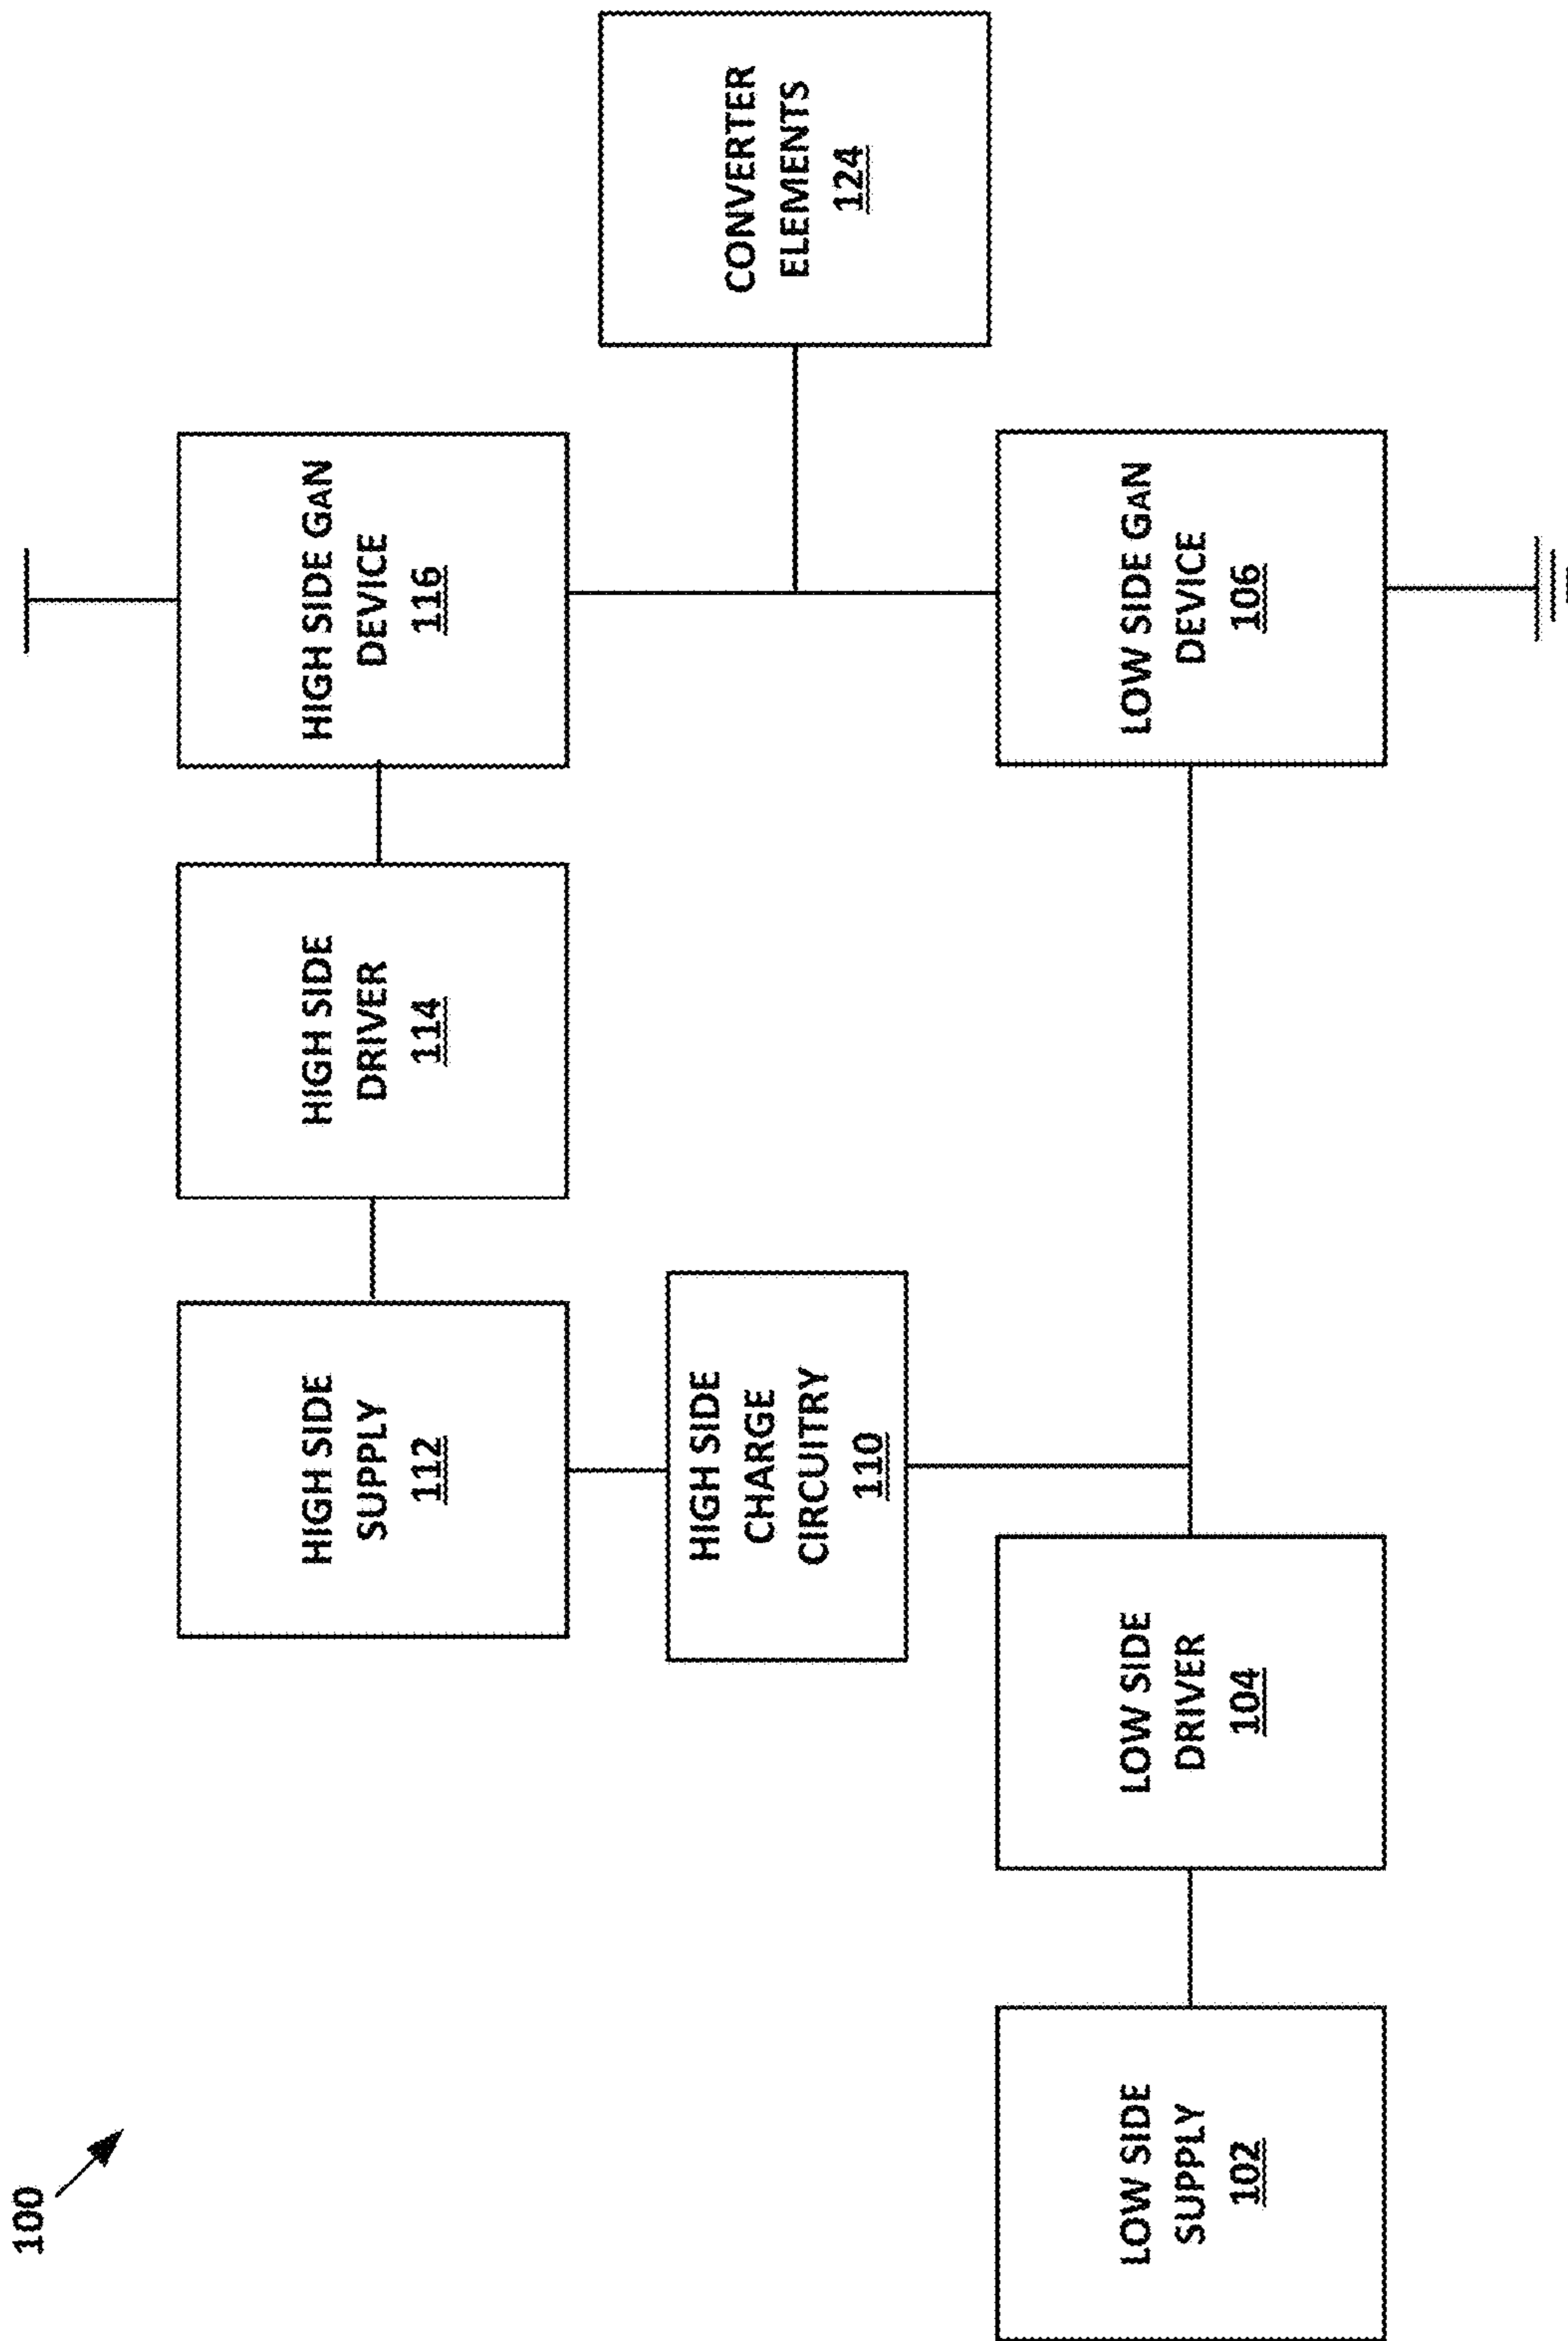 100
HIGH SIDE
SUPPLY
112
HIGH SIDE
DRIVER
114
HIGH SIDE GAN
DEVICE
116
HIGH SIDE
CHARGE
CIRCUITRY
110
CONVERTER
ELEMENTS
124
LOW SIDE
SUPPLY
102
LOW SIDE
DRIVER
104
LOW SIDE GAN
DEVICE
106